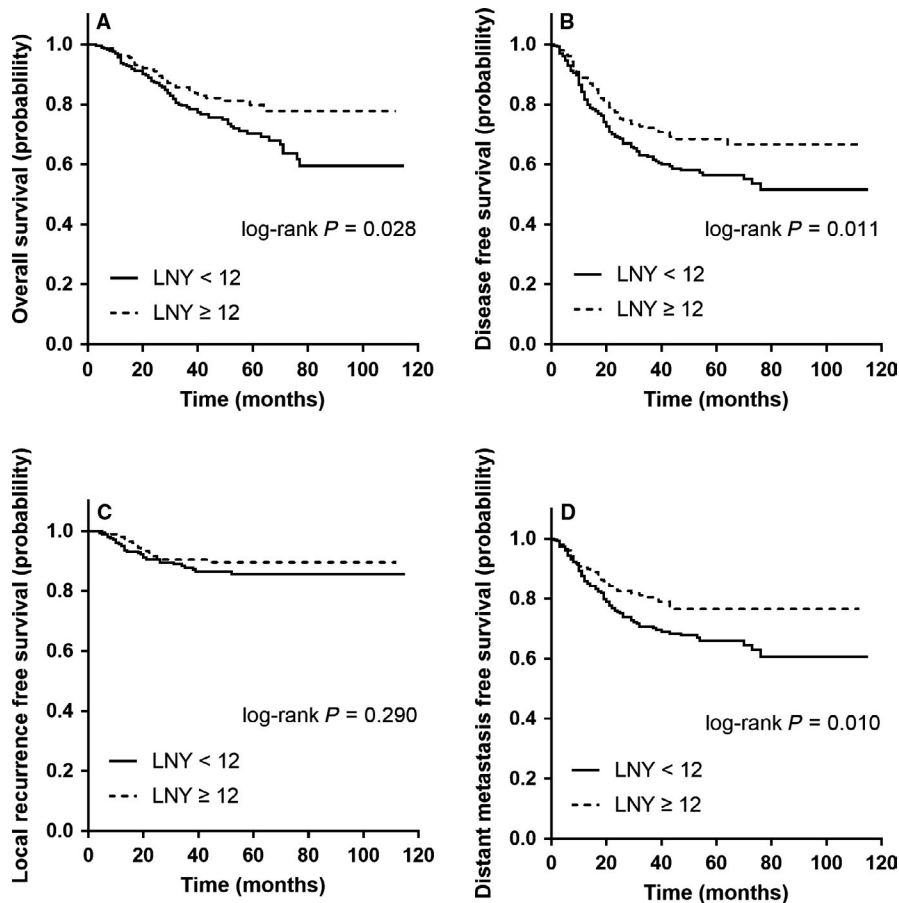 A
Overall survival (probablility)
1.0
0.8
0.6
0.4
0.2
0.0
log-rank P = 0.028
LNY < 12
LNY ≥ 12
0 20 40 60 80 100 120
Time (months)
B
Disease free survival (probablility)
1.0
0.8
0.6
0.4
0.2
0.0
log-rank P = 0.011
LNY < 12
LNY ≥ 12
0 20 40 60 80 100 120
Time (months)
C
Local recurrence free survival (probablility)
1.0
0.8
0.6
0.4
0.2
0.0
log-rank P = 0.290
LNY < 12
LNY ≥ 12
0 20 40 60 80 100 120
Time (months)
D
Distant metastasis free survival (probablility)
1.0
0.8
0.6
0.4
0.2
0.0
log-rank P = 0.010
LNY < 12
LNY ≥ 12
0 20 40 60 80 100 120
Time (months)